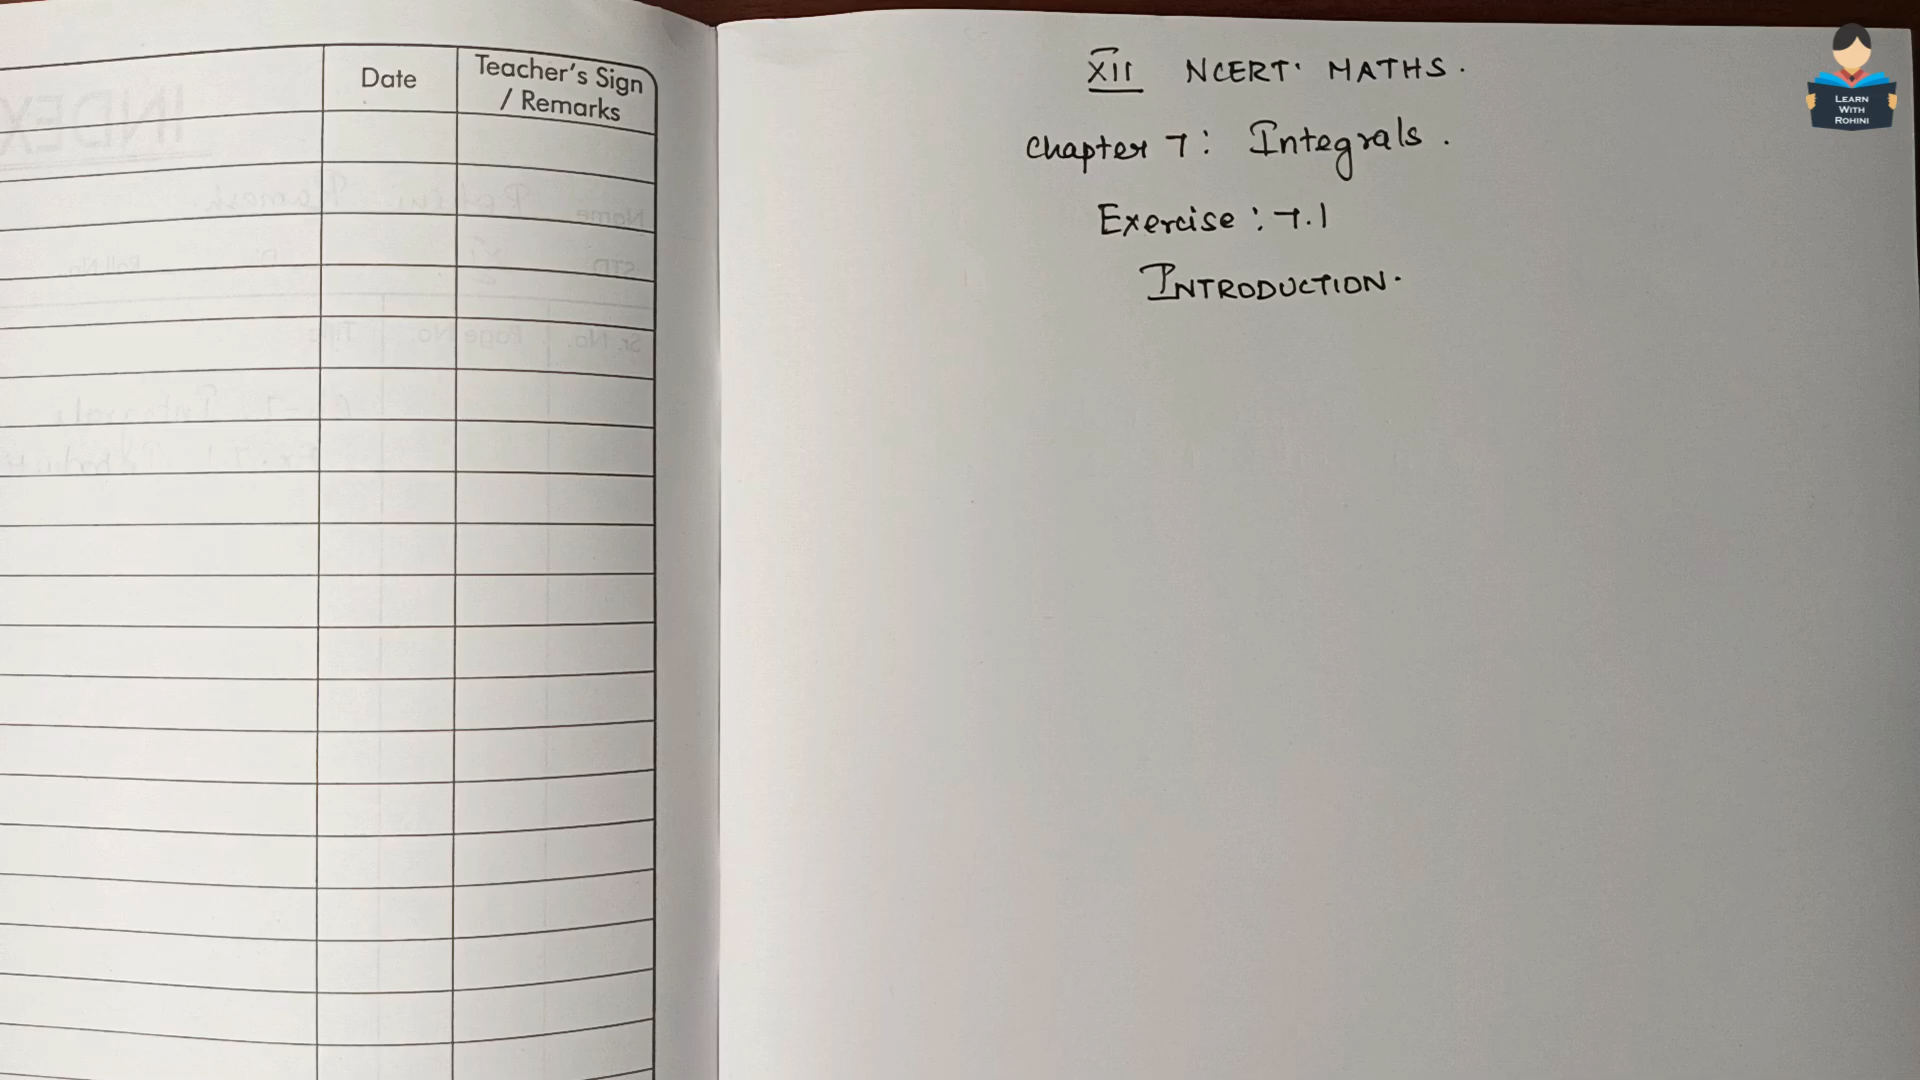 Date
Teacher's Sign
/ Remarks
XII NCERT. MATHS.
Chapter 7: Integrals.
Exercise: 7.1
INTRODUCTION.
LEARN
WITH
ROHINI